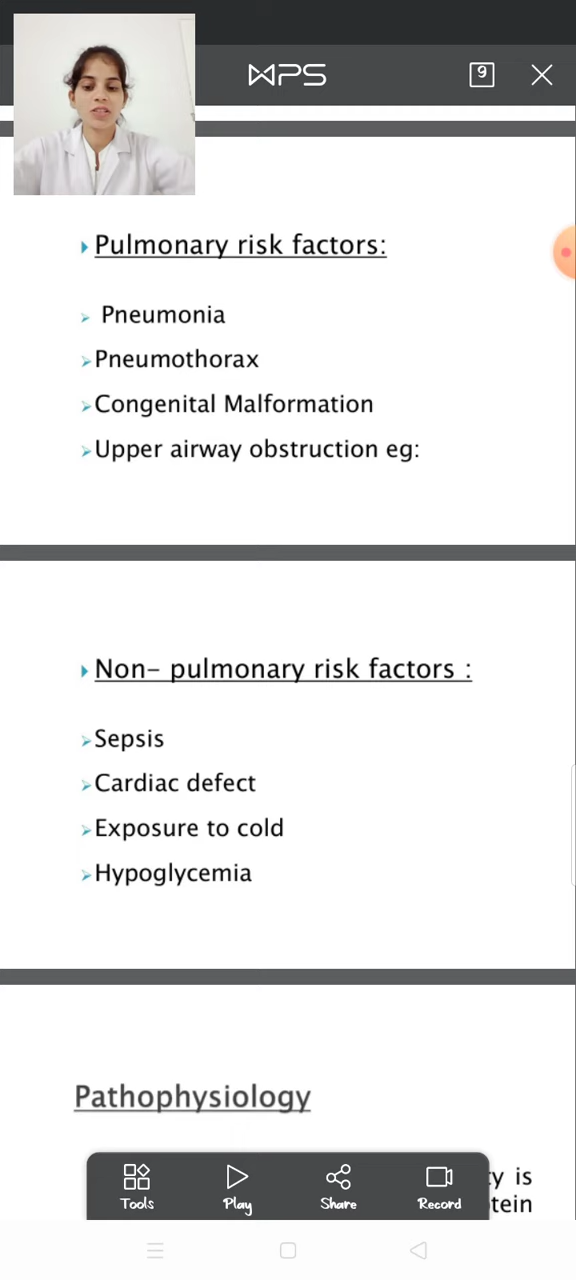 WPS
9
Pulmonary risk factors:
Pneumonia
Pneumothorax
Congenital Malformation
Upper airway obstruction eg:
Non- pulmonary risk factors :
Sepsis
Cardiac defect
Exposure to cold
Hypoglycemia
Pathophysiology
ty is
tein
Tools
Play
Share
Record